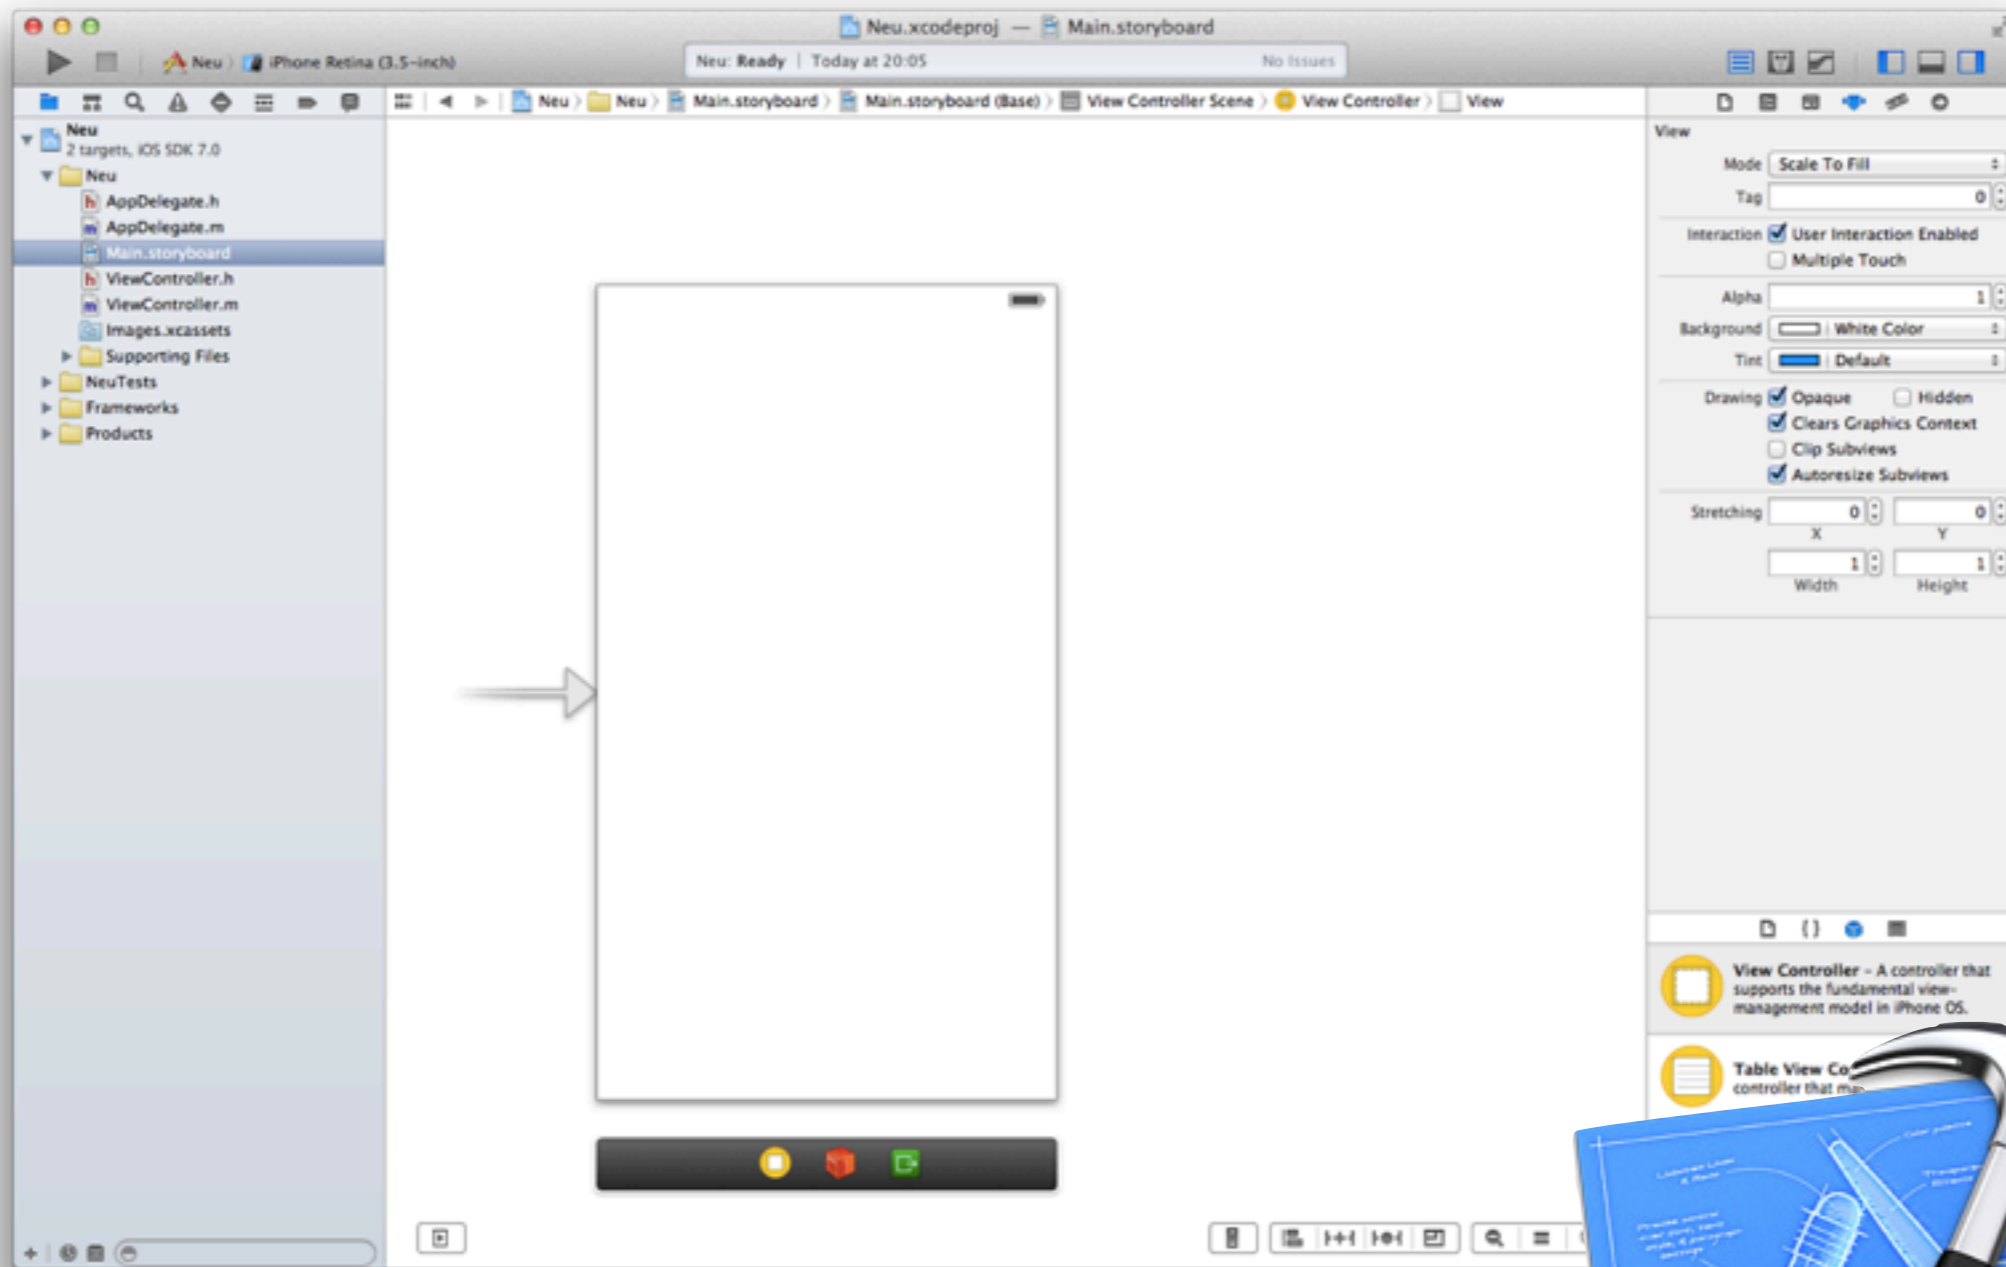 Neu.xcodeproj — Main.storyboard
Neu
iPhone Retina (3.5-inch)
Neu: Ready | Today at 20:05
No Issues
Neu
Neu
Main.storyboard
Main.storyboard (Base)
View Controller Scene
View Controller
View
Neu
2 targets, iOS SDK 7.0
Neu
AppDelegate.h
AppDelegate.m
Main.storyboard
ViewController.h
ViewController.m
Images.xcassets
Supporting Files
NeuTests
Frameworks
Products
View
Mode Scale To Fill
Tag 0
Interaction User Interaction Enabled
Multiple Touch
Alpha 1
Background White Color
Tint Default
Drawing Opaque Hidden
Clears Graphics Context
Clip Subviews
Autoresize Subviews
Stretching 0 0
X Y
1 1
Width Height
View Controller - A controller that
supports the fundamental view-
management model in iPhone OS.
Table View
controller that